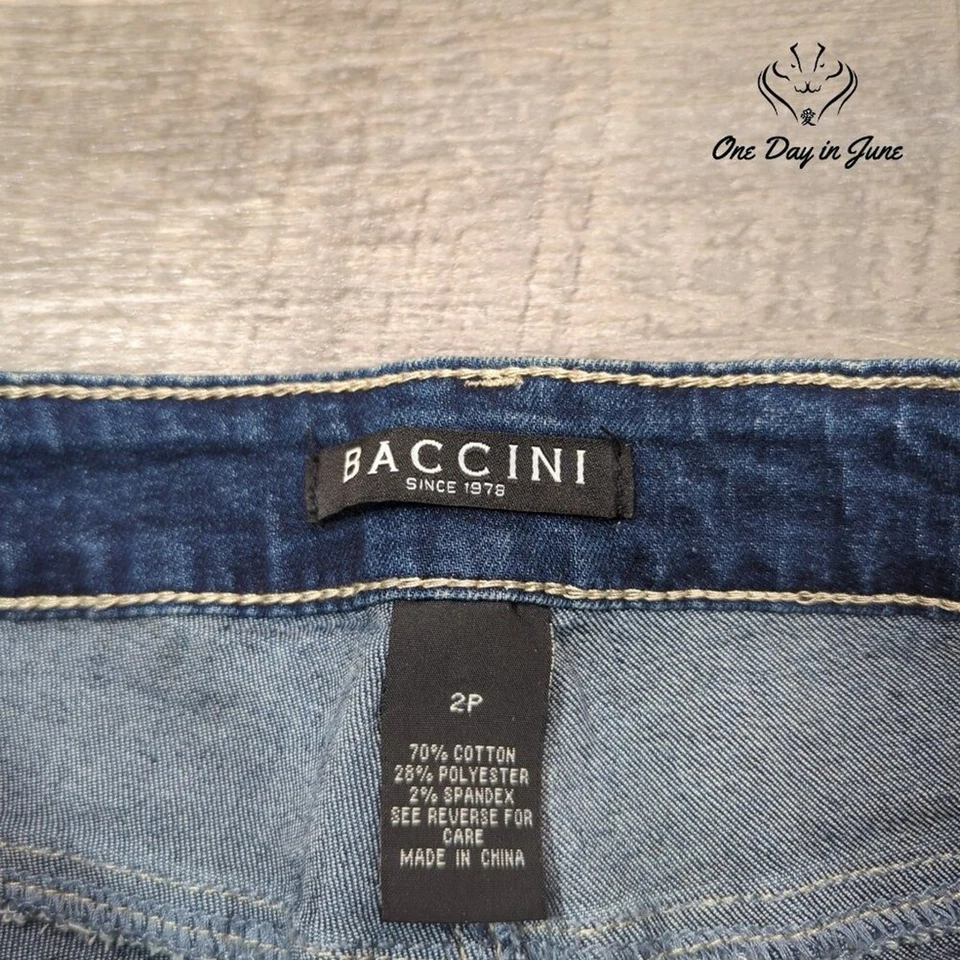 愛
One Day in June
BACCINI
SINCE 1978
2P
70% COTTON
28% POLYESTER
2% SPANDEX
SEE REVERSE FOR
CARE
MADE IN CHINA